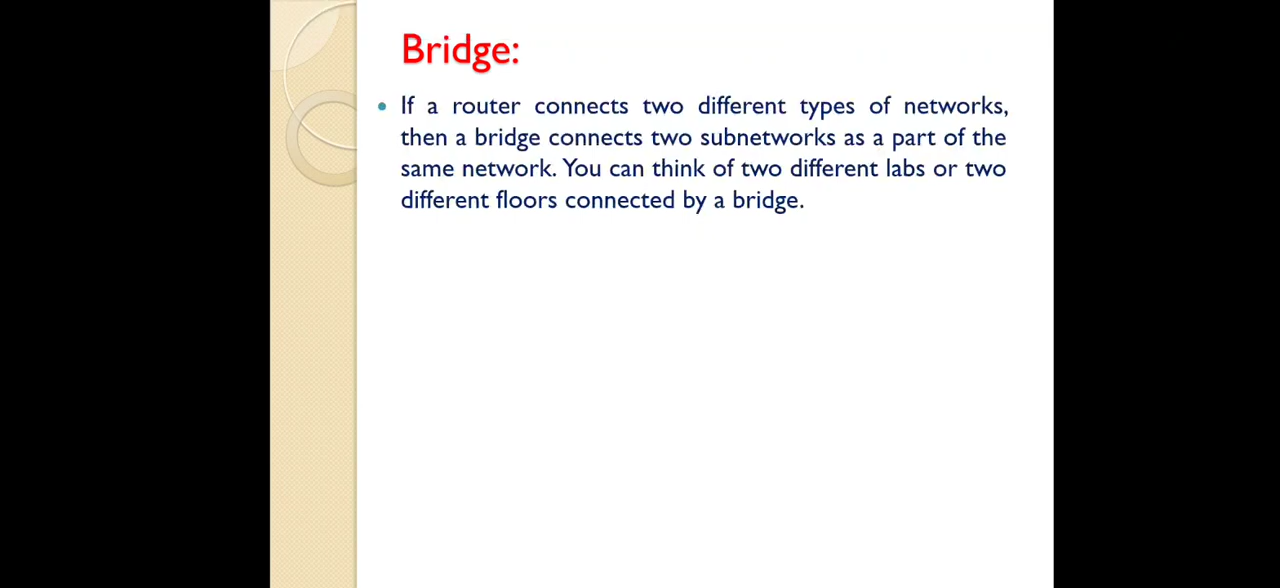 Bridge:
If a router connects two different types of networks,
then a bridge connects two subnetworks as a part of the
same network. You can think of two different labs or two
different floors connected by a bridge.